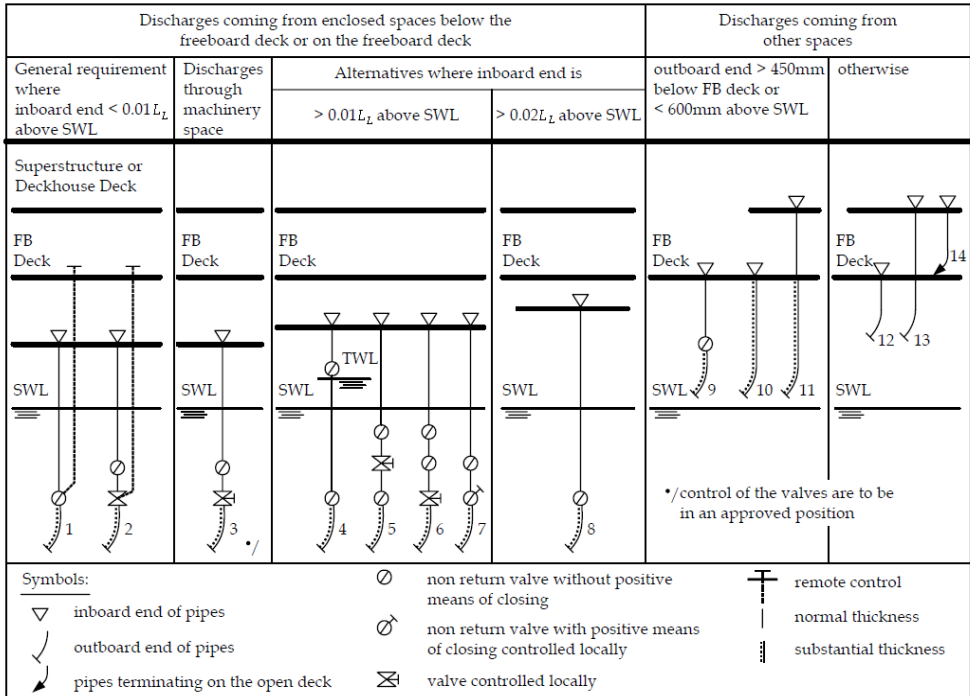 Discharges coming from enclosed spaces below the
freeboard deck or on the freeboard deck
Discharges coming from
other spaces
General requirement
where
inboard end < 0.01L_L
above SWL
Discharges
through
machinery
space
Alternatives where inboard end is
> 0.01L_L above SWL
> 0.02L_L above SWL
outboard end > 450mm
below FB deck or
< 600mm above SWL
otherwise
Superstructure or
Deckhouse Deck
FB
Deck
FB
Deck
FB
Deck
FB
Deck
FB
Deck
14
TWL
12
13
SWL
SWL
SWL
SWL
SWL
9
10
11
SWL
•/control of the valves are to be
in an approved position
1
2
3
•/
4
5
6
7
8
Symbols:
inboard end of pipes
outboard end of pipes
pipes terminating on the open deck
non return valve without positive
means of closing
non return valve with positive means
of closing controlled locally
valve controlled locally
remote control
normal thickness
substantial thickness